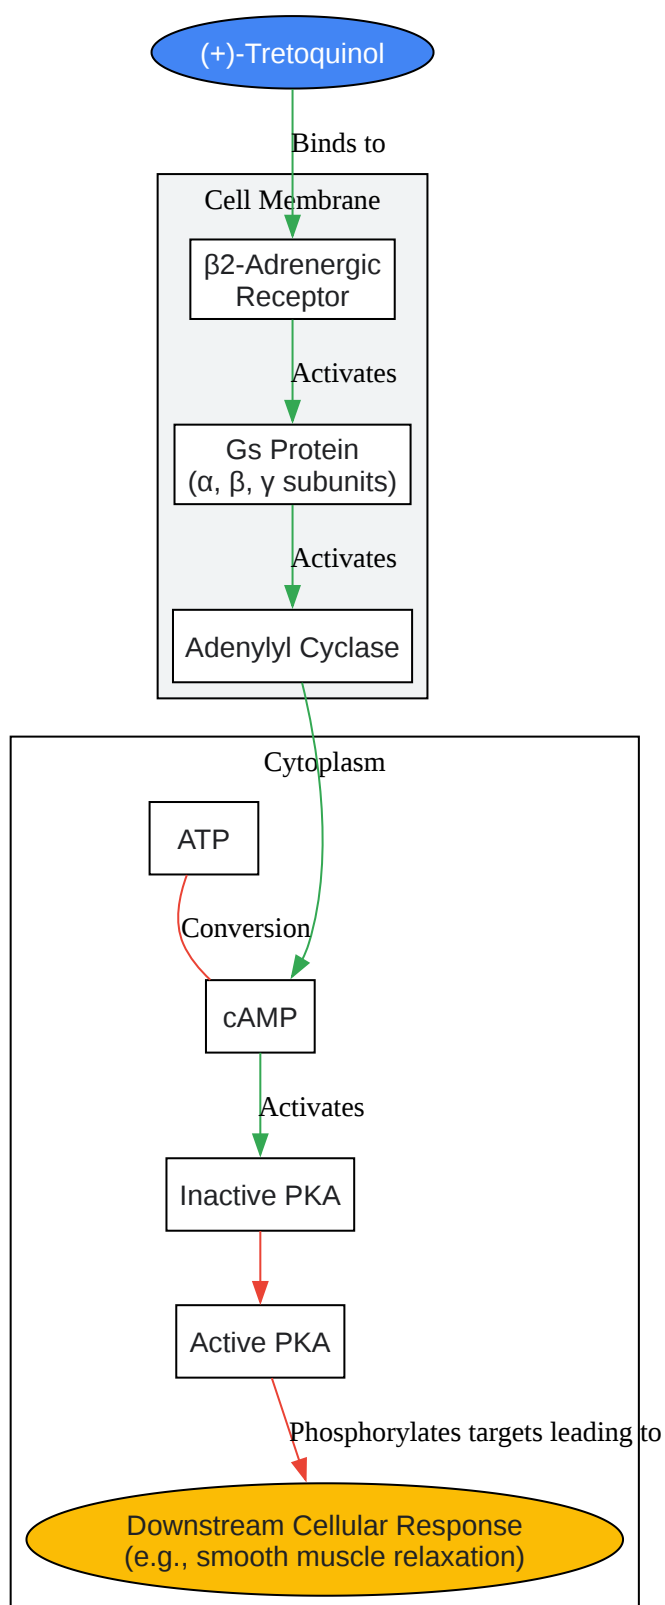 (+)-Tretoquinol
Binds to
Cell Membrane
β2-Adrenergic
Receptor
Activates
Gs Protein
(α, β, γ subunits)
Activates
Adenylyl Cyclase
Cytoplasm
ATP
Conversion
cAMP
Activates
Inactive PKA
Active PKA
Phosphorylates targets leading to
Downstream Cellular Response
(e.g., smooth muscle relaxation)